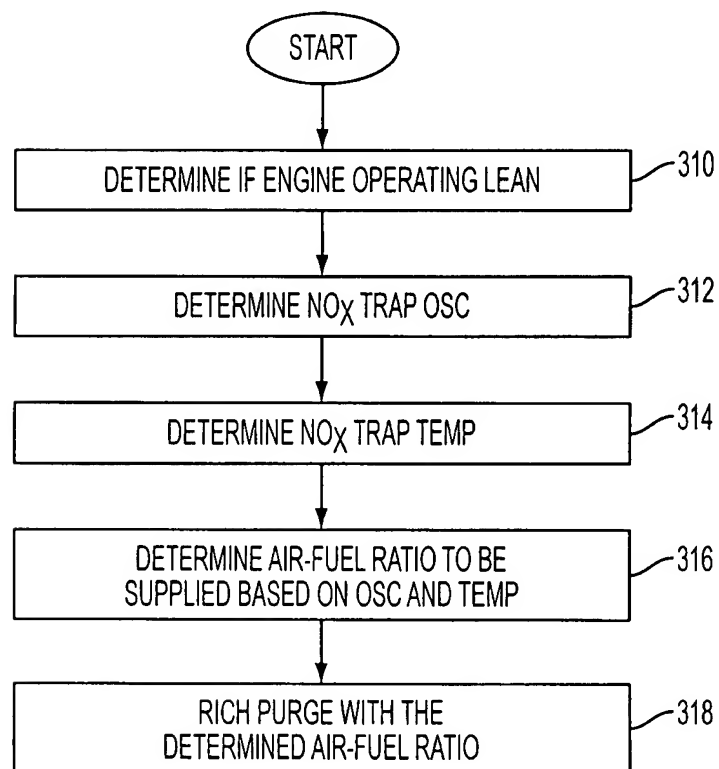 START
DETERMINE IF ENGINE OPERATING LEAN
310
DETERMINE NOX TRAP OSC
312
DETERMINE NOX TRAP TEMP
314
DETERMINE AIR-FUEL RATIO TO BE
SUPPLIED BASED ON OSC AND TEMP
316
RICH PURGE WITH THE
DETERMINED AIR-FUEL RATIO
318